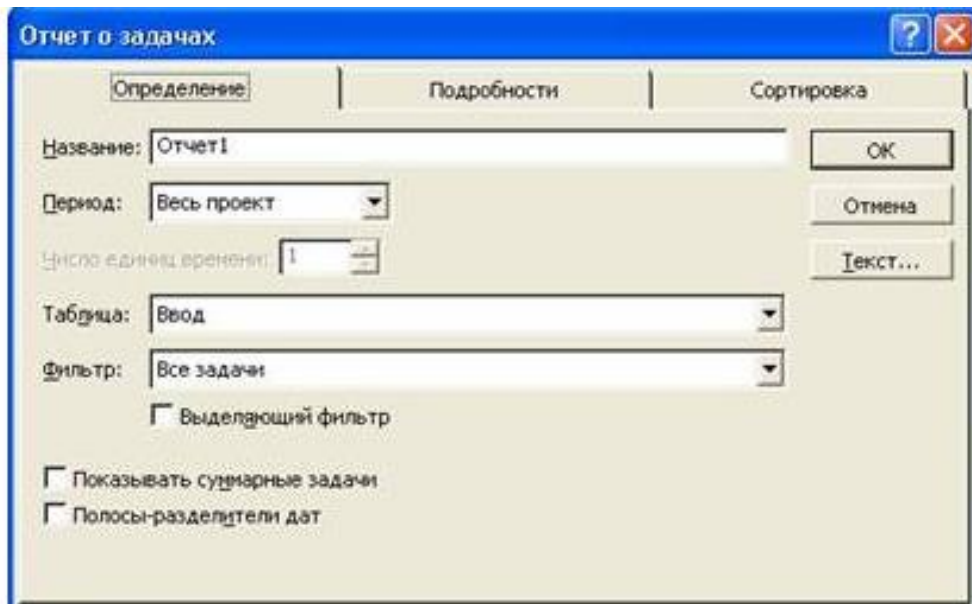 Отчет о задачах
Определение
Подробности
Сортировка
Название: Отчет1
ОК
Период: Весь проект
Отмена
Число единиц времени: 1
Текст...
Таблица: Ввод
Фильтр: Все задачи
Выделяющий фильтр
Показывать суммарные задачи
Полосы-разделители дат